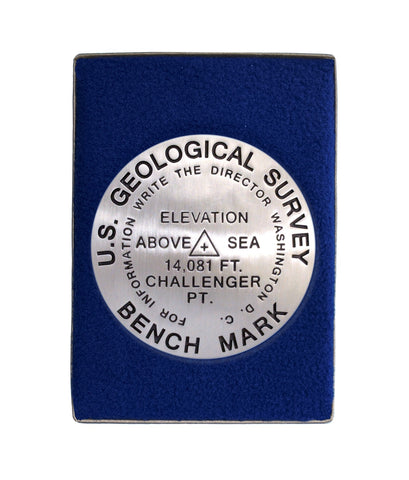 U.S. GEOLOGICAL SURVEY
FOR INFORMATION WRITE THE DIRECTOR WASHINGTON D. C.
ELEVATION
ABOVE SEA
14,081 FT.
CHALLENGER
PT.
BENCH MARK